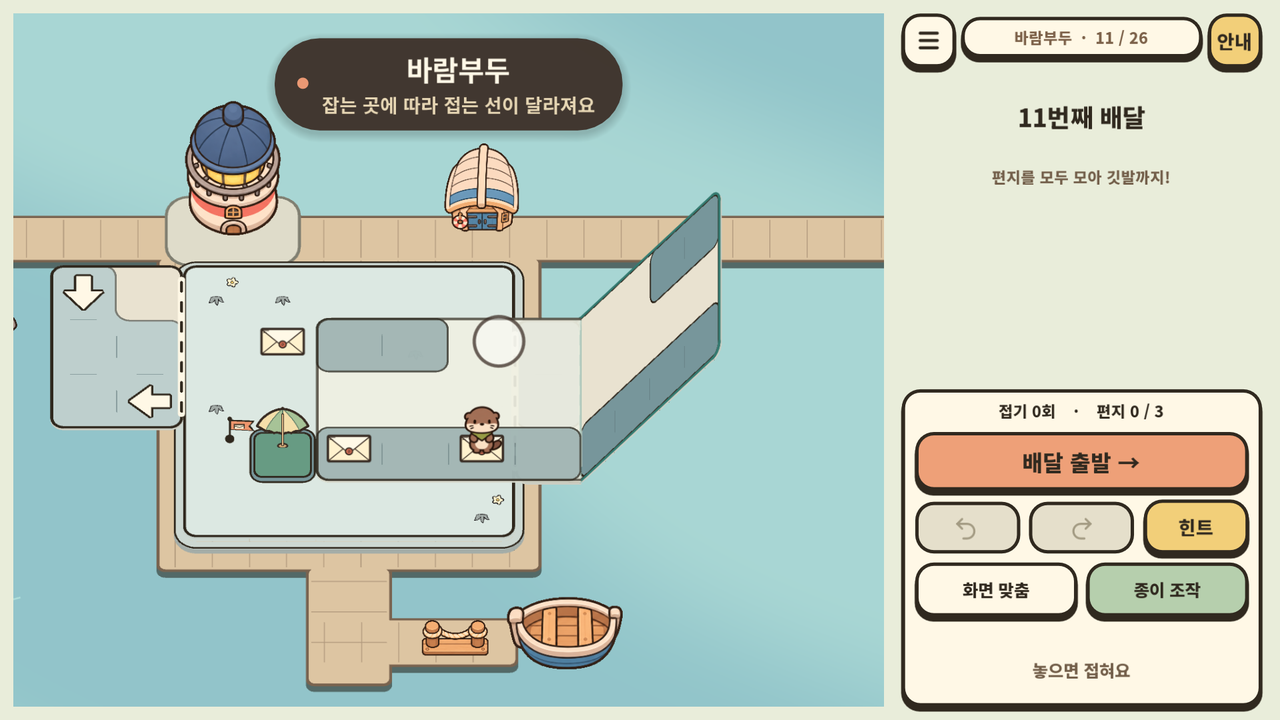 바람부두
잡는 곳에 따라 접는 선이 달라져요
바람부두 · 11 / 26
안내
11번째 배달
편지를 모두 모아 깃발까지!
접기 0회 · 편지 0 / 3
배달 출발 →
힌트
화면 맞춤
종이 조작
놓으면 접혀요